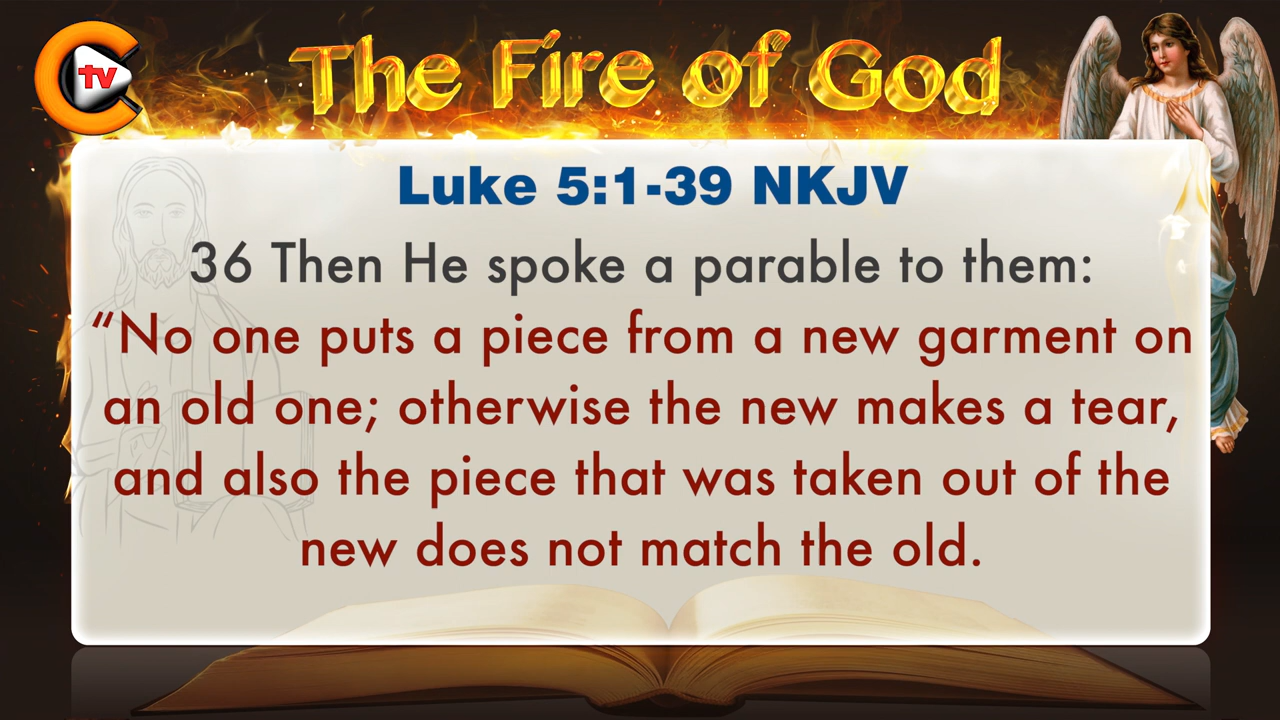 tv
The Fire of God
Luke 5:1-39 NKJV
36 Then He spoke a parable to them:
“No one puts a piece from a new garment on
an old one; otherwise the new makes a tear,
and also the piece that was taken out of the
new does not match the old.